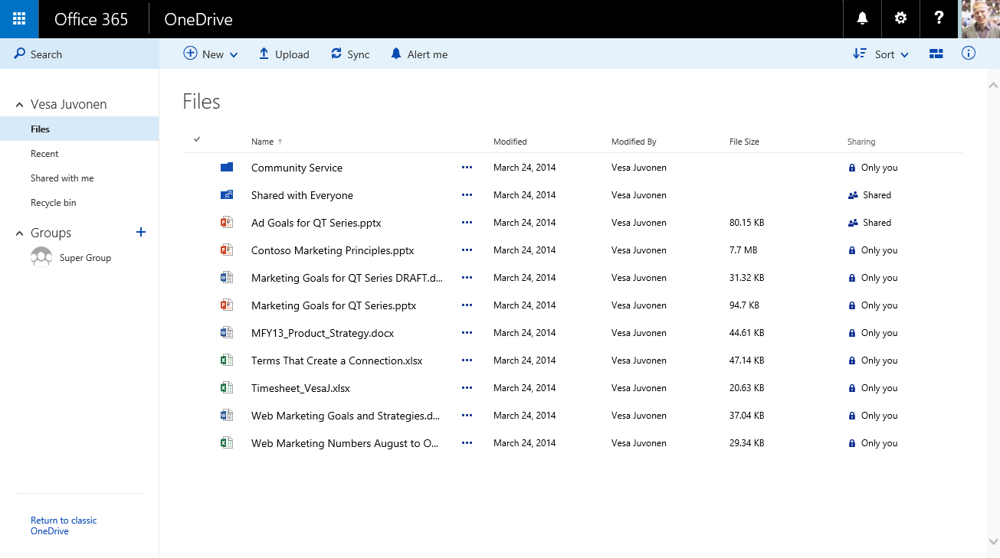 Office 365 OneDrive ?
Search New Upload Sync Alert me Sort
Vesa Juvonen
Files
Recent
Shared with me
Recycle bin
Groups +
Super Group
Return to classic
OneDrive
Files
Name ↑ Modified Modified By File Size Sharing
Community Service ••• March 24, 2014 Vesa Juvonen Only you
Shared with Everyone ••• March 24, 2014 Vesa Juvonen Shared
Ad Goals for QT Series.pptx ••• March 24, 2014 Vesa Juvonen 80.15 KB Shared
Contoso Marketing Principles.pptx ••• March 24, 2014 Vesa Juvonen 7.7 MB Only you
Marketing Goals for QT Series DRAFT.d... ••• March 24, 2014 Vesa Juvonen 31.32 KB Only you
Marketing Goals for QT Series.pptx ••• March 24, 2014 Vesa Juvonen 94.7 KB Only you
MFY13_Product_Strategy.docx ••• March 24, 2014 Vesa Juvonen 44.61 KB Only you
Terms That Create a Connection.xlsx ••• March 24, 2014 Vesa Juvonen 47.14 KB Only you
Timesheet_VesaJ.xlsx ••• March 24, 2014 Vesa Juvonen 20.63 KB Only you
Web Marketing Goals and Strategies.d... ••• March 24, 2014 Vesa Juvonen 37.04 KB Only you
Web Marketing Numbers August to O... ••• March 24, 2014 Vesa Juvonen 29.34 KB Only you